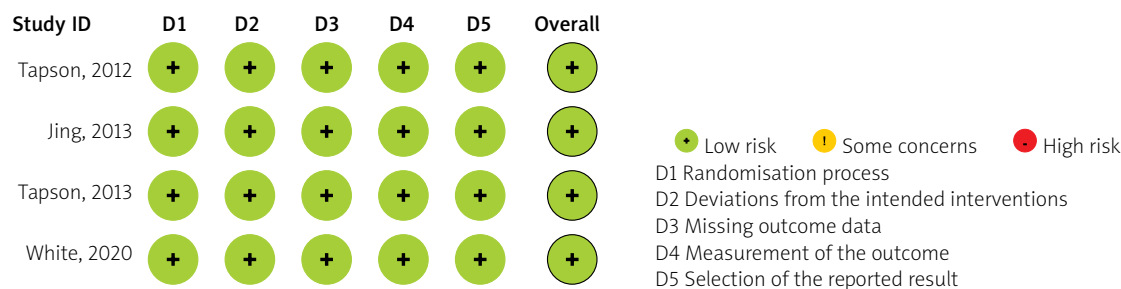 Study ID D1 D2 D3 D4 D5 Overall
Tapson, 2012 + + + + + +
Jing, 2013 + + + + + +
Tapson, 2013 + + + + + +
White, 2020 + + + + + +
+ Low risk ! Some concerns - High risk
D1 Randomisation process
D2 Deviations from the intended interventions
D3 Missing outcome data
D4 Measurement of the outcome
D5 Selection of the reported result